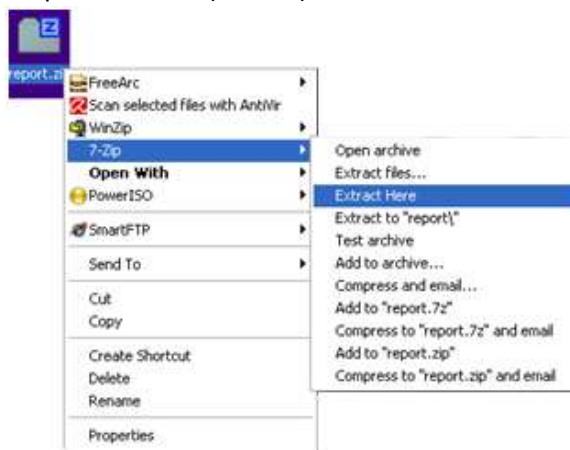 report.zi
FreeArc
Scan selected files with AntiVir
WinZip
7-Zip
Open With
PowerISO
SmartFTP
Send To
Cut
Copy
Create Shortcut
Delete
Rename
Properties
Open archive
Extract files...
Extract Here
Extract to "report\"
Test archive
Add to archive...
Compress and email...
Add to "report.7z"
Compress to "report.7z" and email
Add to "report.zip"
Compress to "report.zip" and email